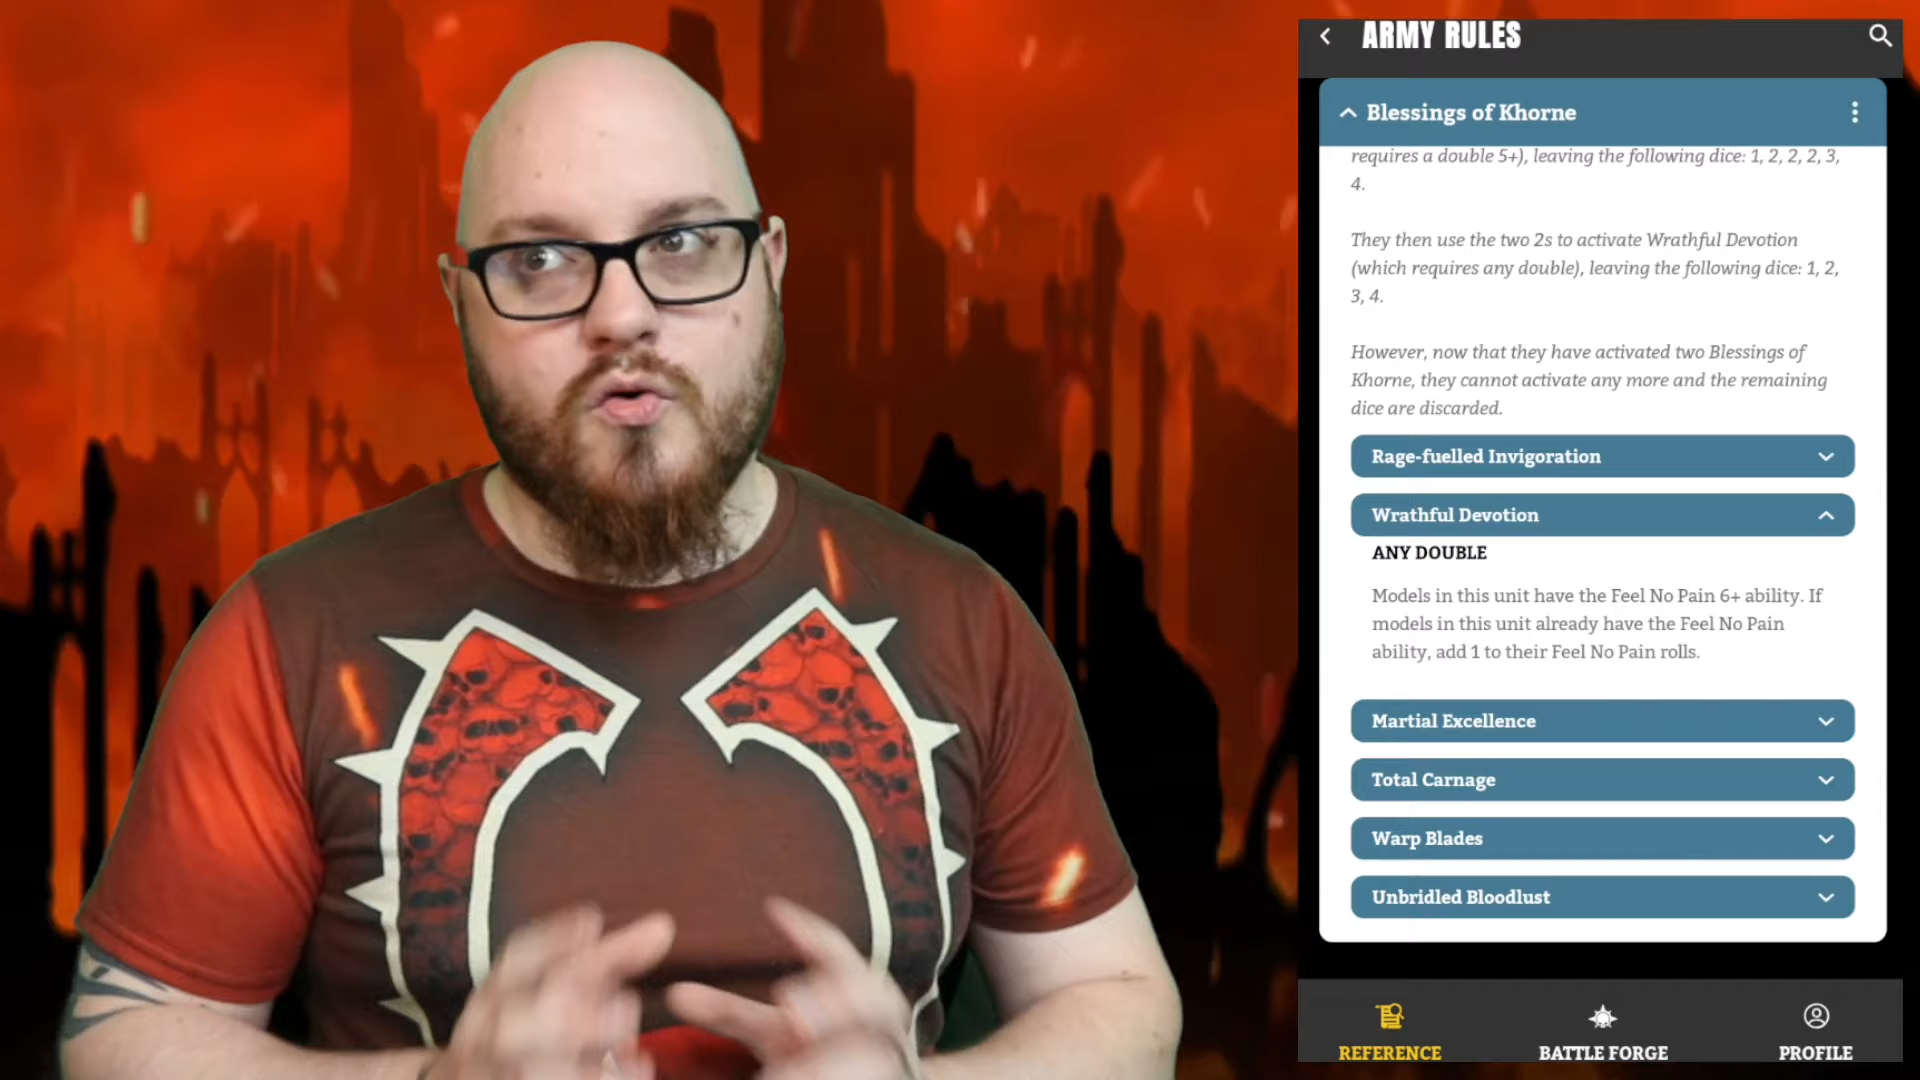 ARMY RULES
Blessings of Khorne
requires a double 5+), leaving the following dice: 1, 2, 2, 2, 3,
4.
They then use the two 2s to activate Wrathful Devotion
(which requires any double), leaving the following dice: 1, 2,
3, 4.
However, now that they have activated two Blessings of
Khorne, they cannot activate any more and the remaining
dice are discarded.
Rage-fuelled Invigoration
Wrathful Devotion
ANY DOUBLE
Models in this unit have the Feel No Pain 6+ ability. If
models in this unit already have the Feel No Pain
ability, add 1 to their Feel No Pain rolls.
Martial Excellence
Total Carnage
Warp Blades
Unbridled Bloodlust
REFERENCE
BATTLE FORGE
PROFILE